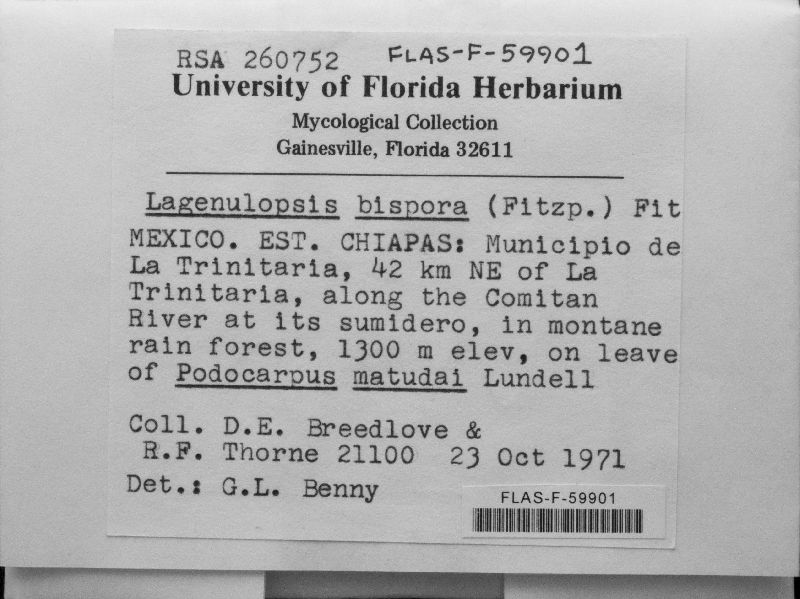 RSA 260752 FLAS-F-59901
University of Florida Herbarium
Mycological Collection
Gainesville, Florida 32611
Lagenulopsis bispora (Fitzp.) Fit
MEXICO. EST. CHIAPAS: Municipio de
La Trinitaria, 42 km NE of La
Trinitaria, along the Comitan
River at its sumidero, in montane
rain forest, 1300 m elev, on leave
of Podocarpus matudai Lundell
Coll. D.E. Breedlove &
R.F. Thorne 21100 23 Oct 1971
Det.: G.L. Benny
FLAS-F-59901